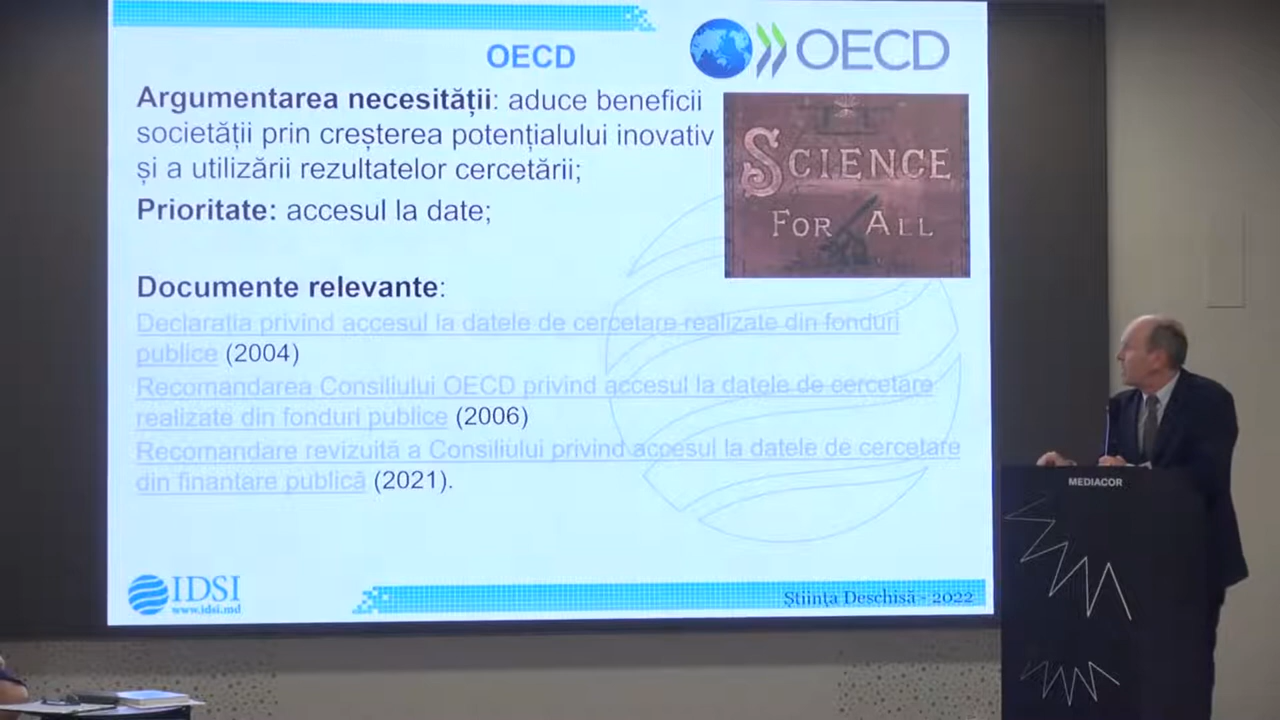 OECD
OECD
Argumentarea necesității: aduce beneficii
societății prin creșterea potențialului inovativ
și a utilizării rezultatelor cercetării;
Prioritate: accesul la date;
SCIENCE
FOR ALL
Documente relevante:
Declarația privind accesul la datele de cercetare realizate din fonduri
publice (2004)
Recomandarea Consiliului OECD privind accesul la datele de cercetare
realizate din fonduri publice (2006)
Recomandare revizuită a Consiliului privind accesul la datele de cercetare
din finanțare publică (2021).
IDSI
www.idsi.md
Știința Deschisă - 2022
MEDIACOR